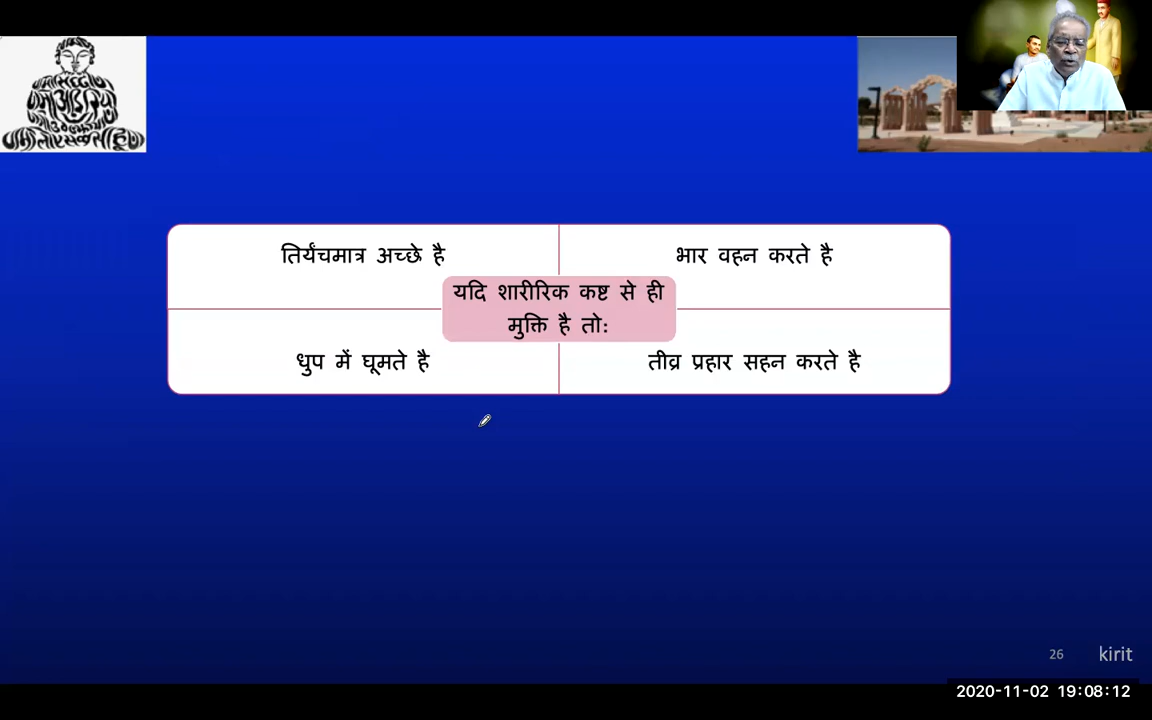 तिर्यंचमात्र अच्छे है
भार वहन करते है
यदि शारीरिक कष्ट से ही
मुक्ति है तो:
धुप में घूमते है
तीव्र प्रहार सहन करते है
26
kirit
2020-11-02 19:08:12